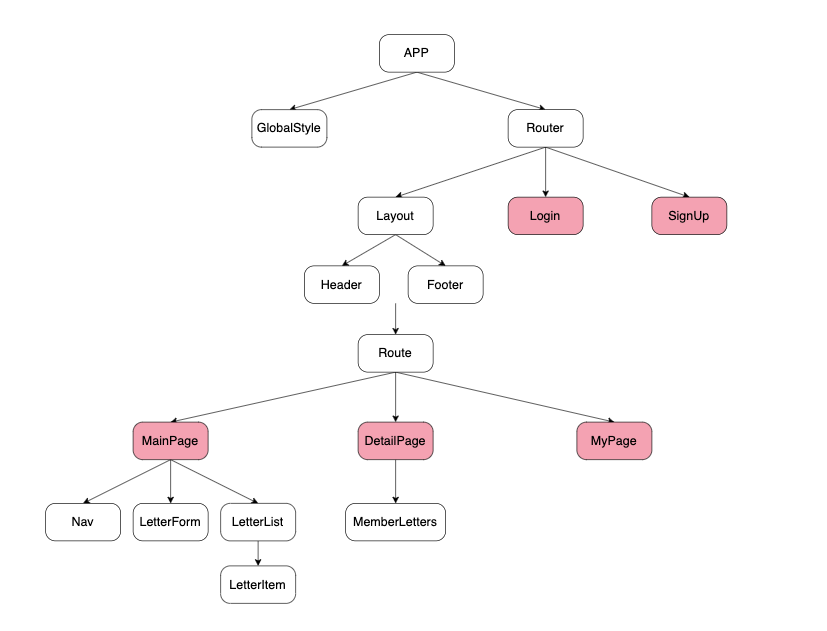 APP
GlobalStyle
Router
Layout
Login
SignUp
Header
Footer
Route
MainPage
DetailPage
MyPage
Nav
LetterForm
LetterList
MemberLetters
LetterItem